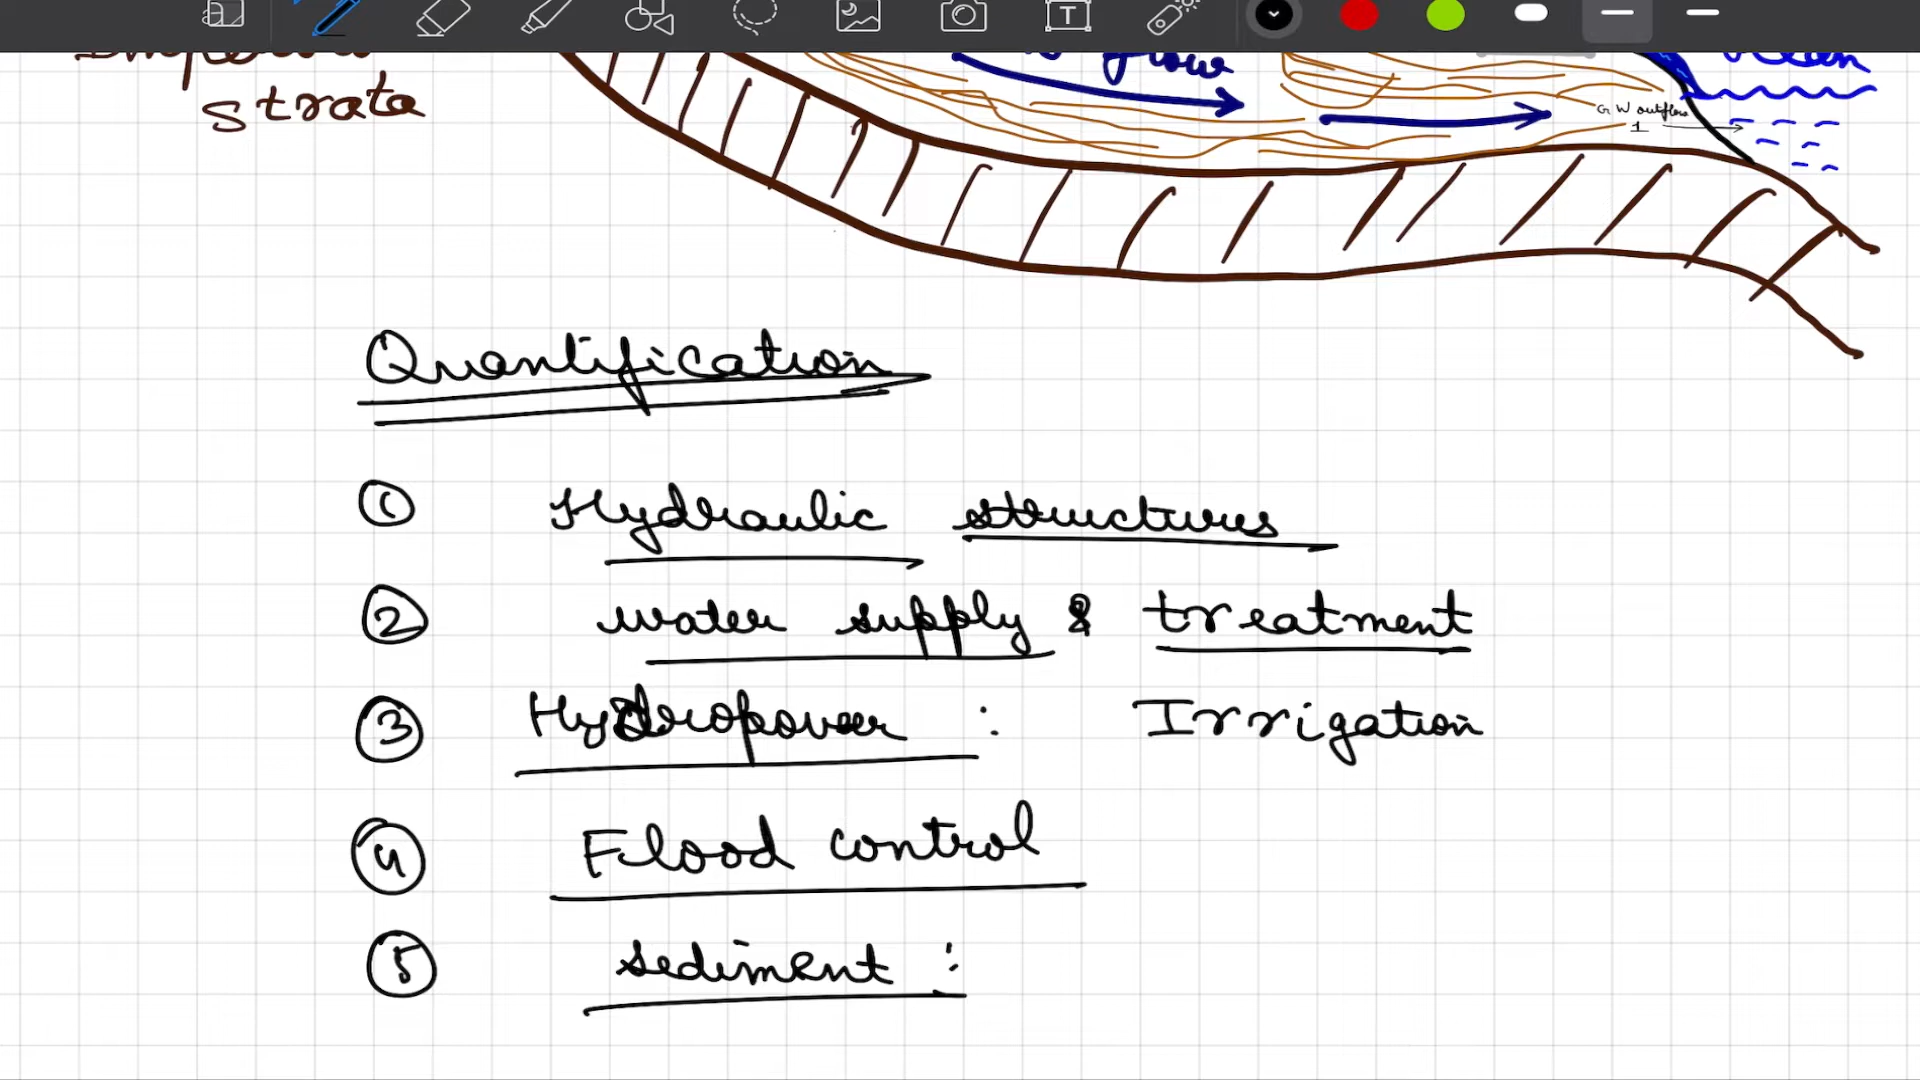 strata
flow
G W outflow
1
Quantification
① Hydraulic structures
② water supply & treatment
③ Hydropower : Irrigation
④ Flood control
⑤ sediment :